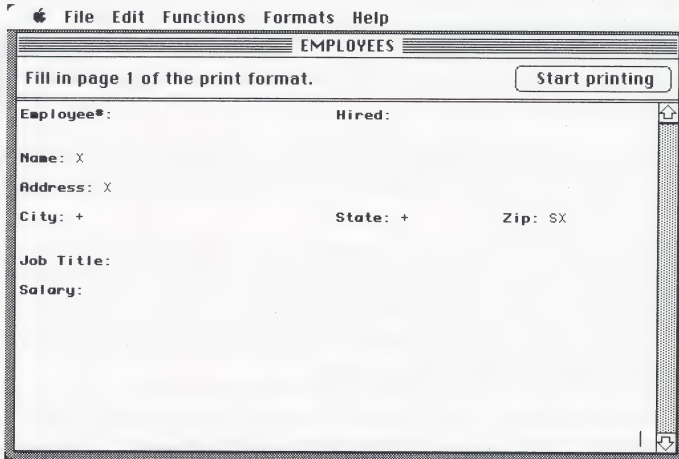 File Edit Functions Formats Help
EMPLOYEES
Fill in page 1 of the print format. Start printing
Employee#: Hired:
Name: X
Address: X
City: + State: + Zip: SX
Job Title:
Salary: